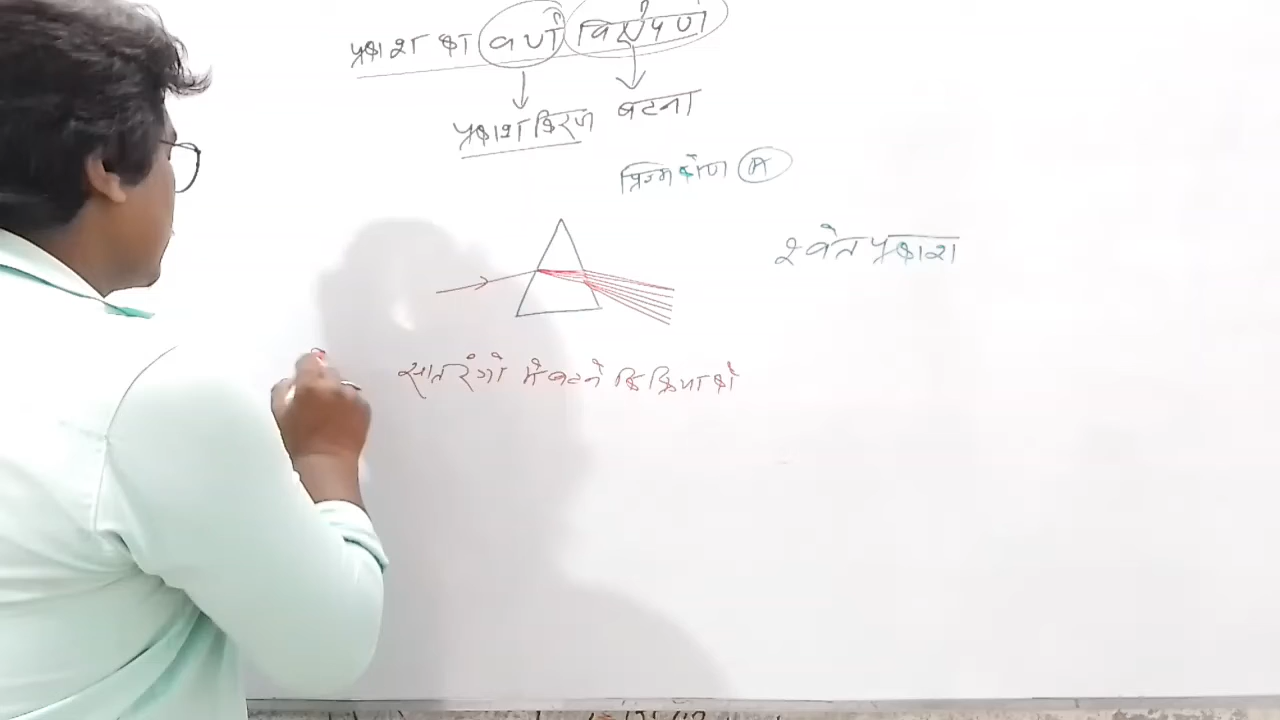 प्रकाश का वर्ण विक्षेपण
प्रकाश किरण बटना
प्रिज्म कोण A
श्वेत प्रकाश
सात रंगो में बटने कि क्रिया को